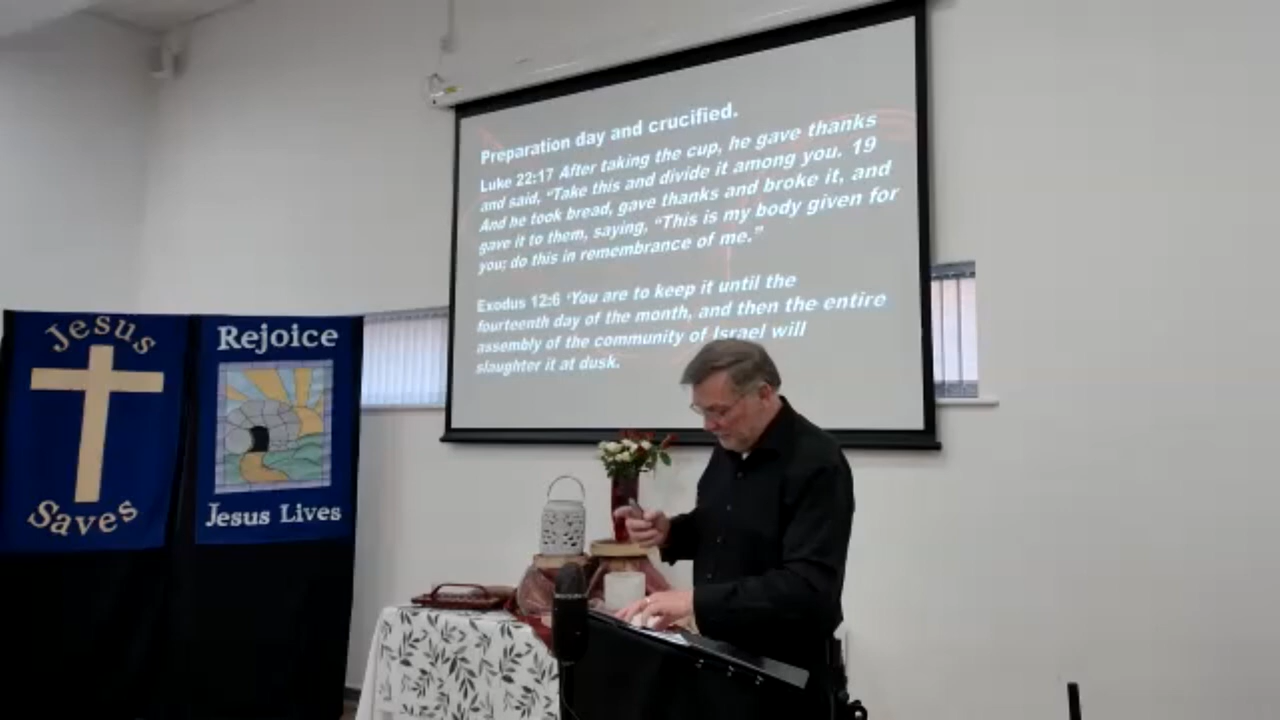 Preparation day and crucified.
Luke 22:17 After taking the cup, he gave thanks
and said, “Take this and divide it among you. 19
And he took bread, gave thanks and broke it, and
gave it to them, saying, “This is my body given for
you; do this in remembrance of me.”
Exodus 12:6 ‘You are to keep it until the
fourteenth day of the month, and then the entire
assembly of the community of Israel will
slaughter it at dusk.
Jesus
Saves
Rejoice
Jesus Lives